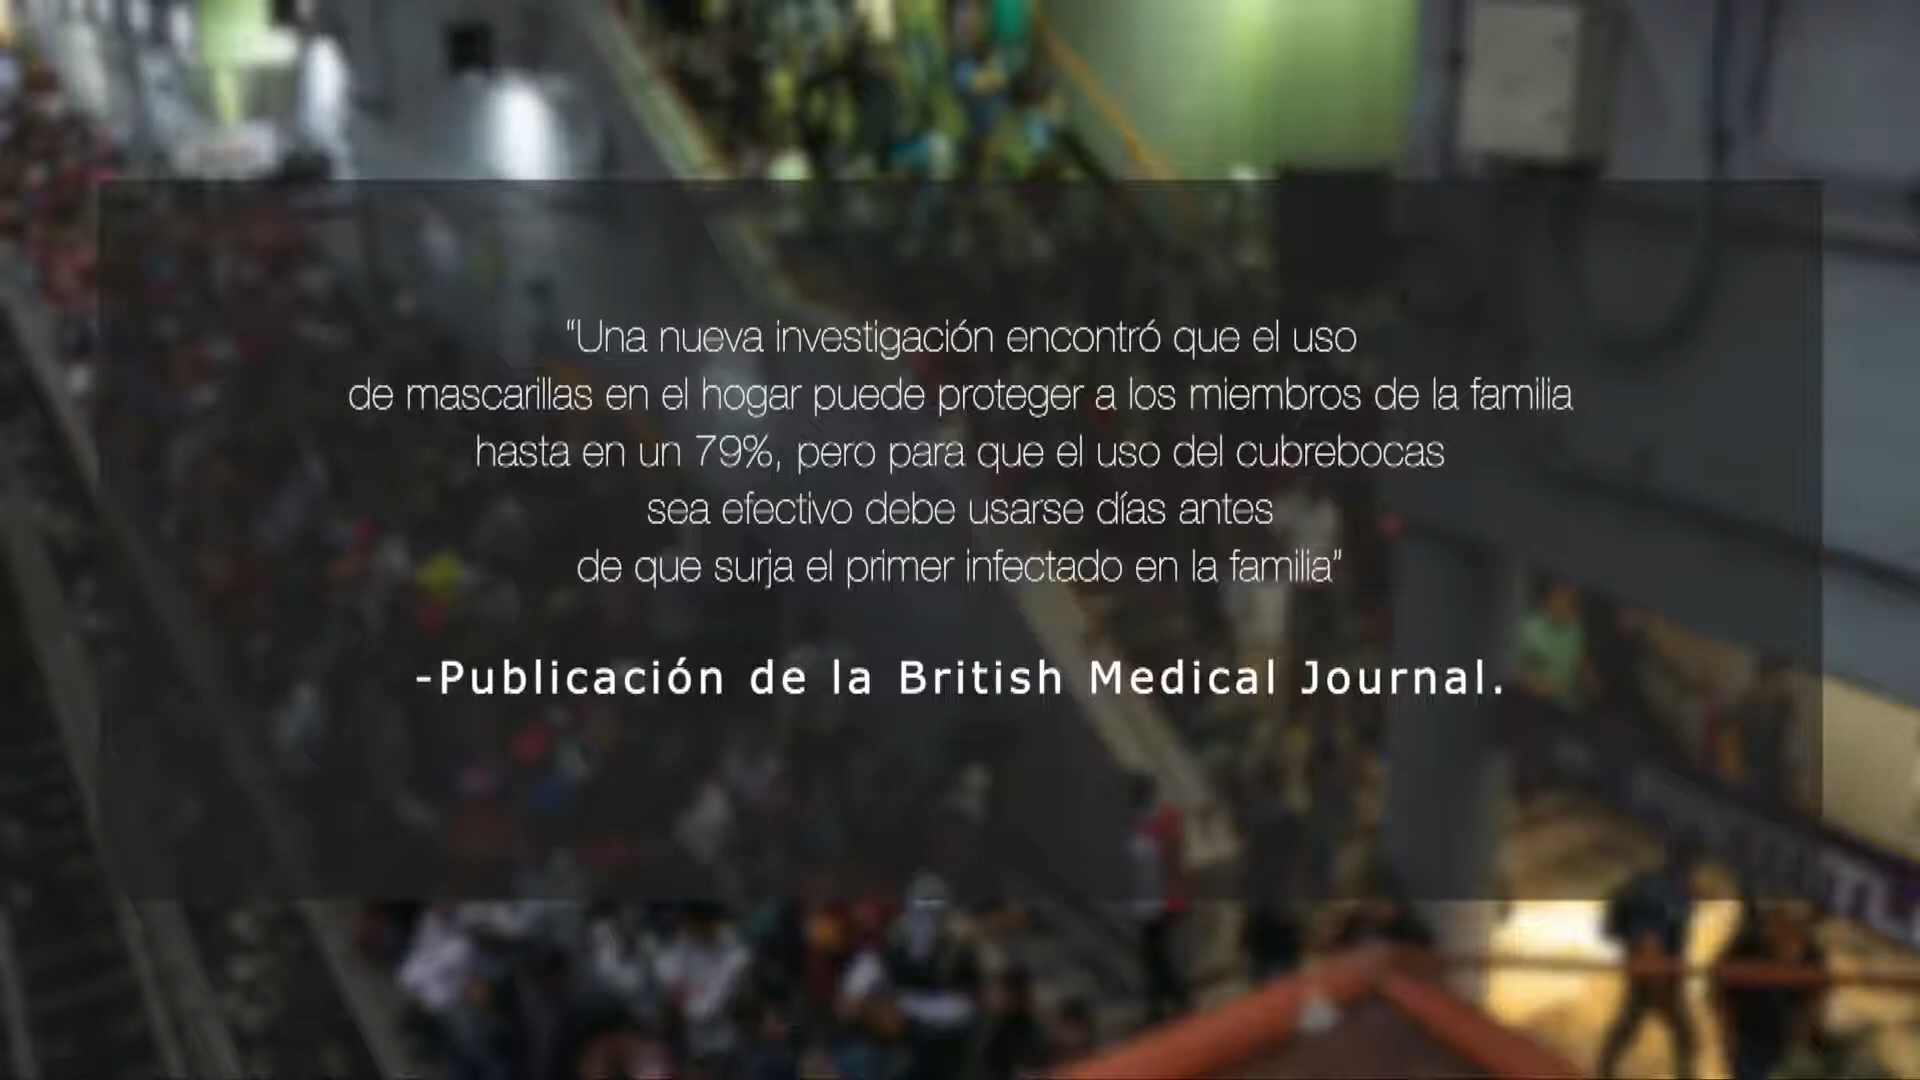 “Una nueva investigación encontró que el uso
de mascarillas en el hogar puede proteger a los miembros de la familia
hasta en un 79%, pero para que el uso del cubrebocas
sea efectivo debe usarse días antes
de que surja el primer infectado en la familia”
-Publicación de la British Medical Journal.